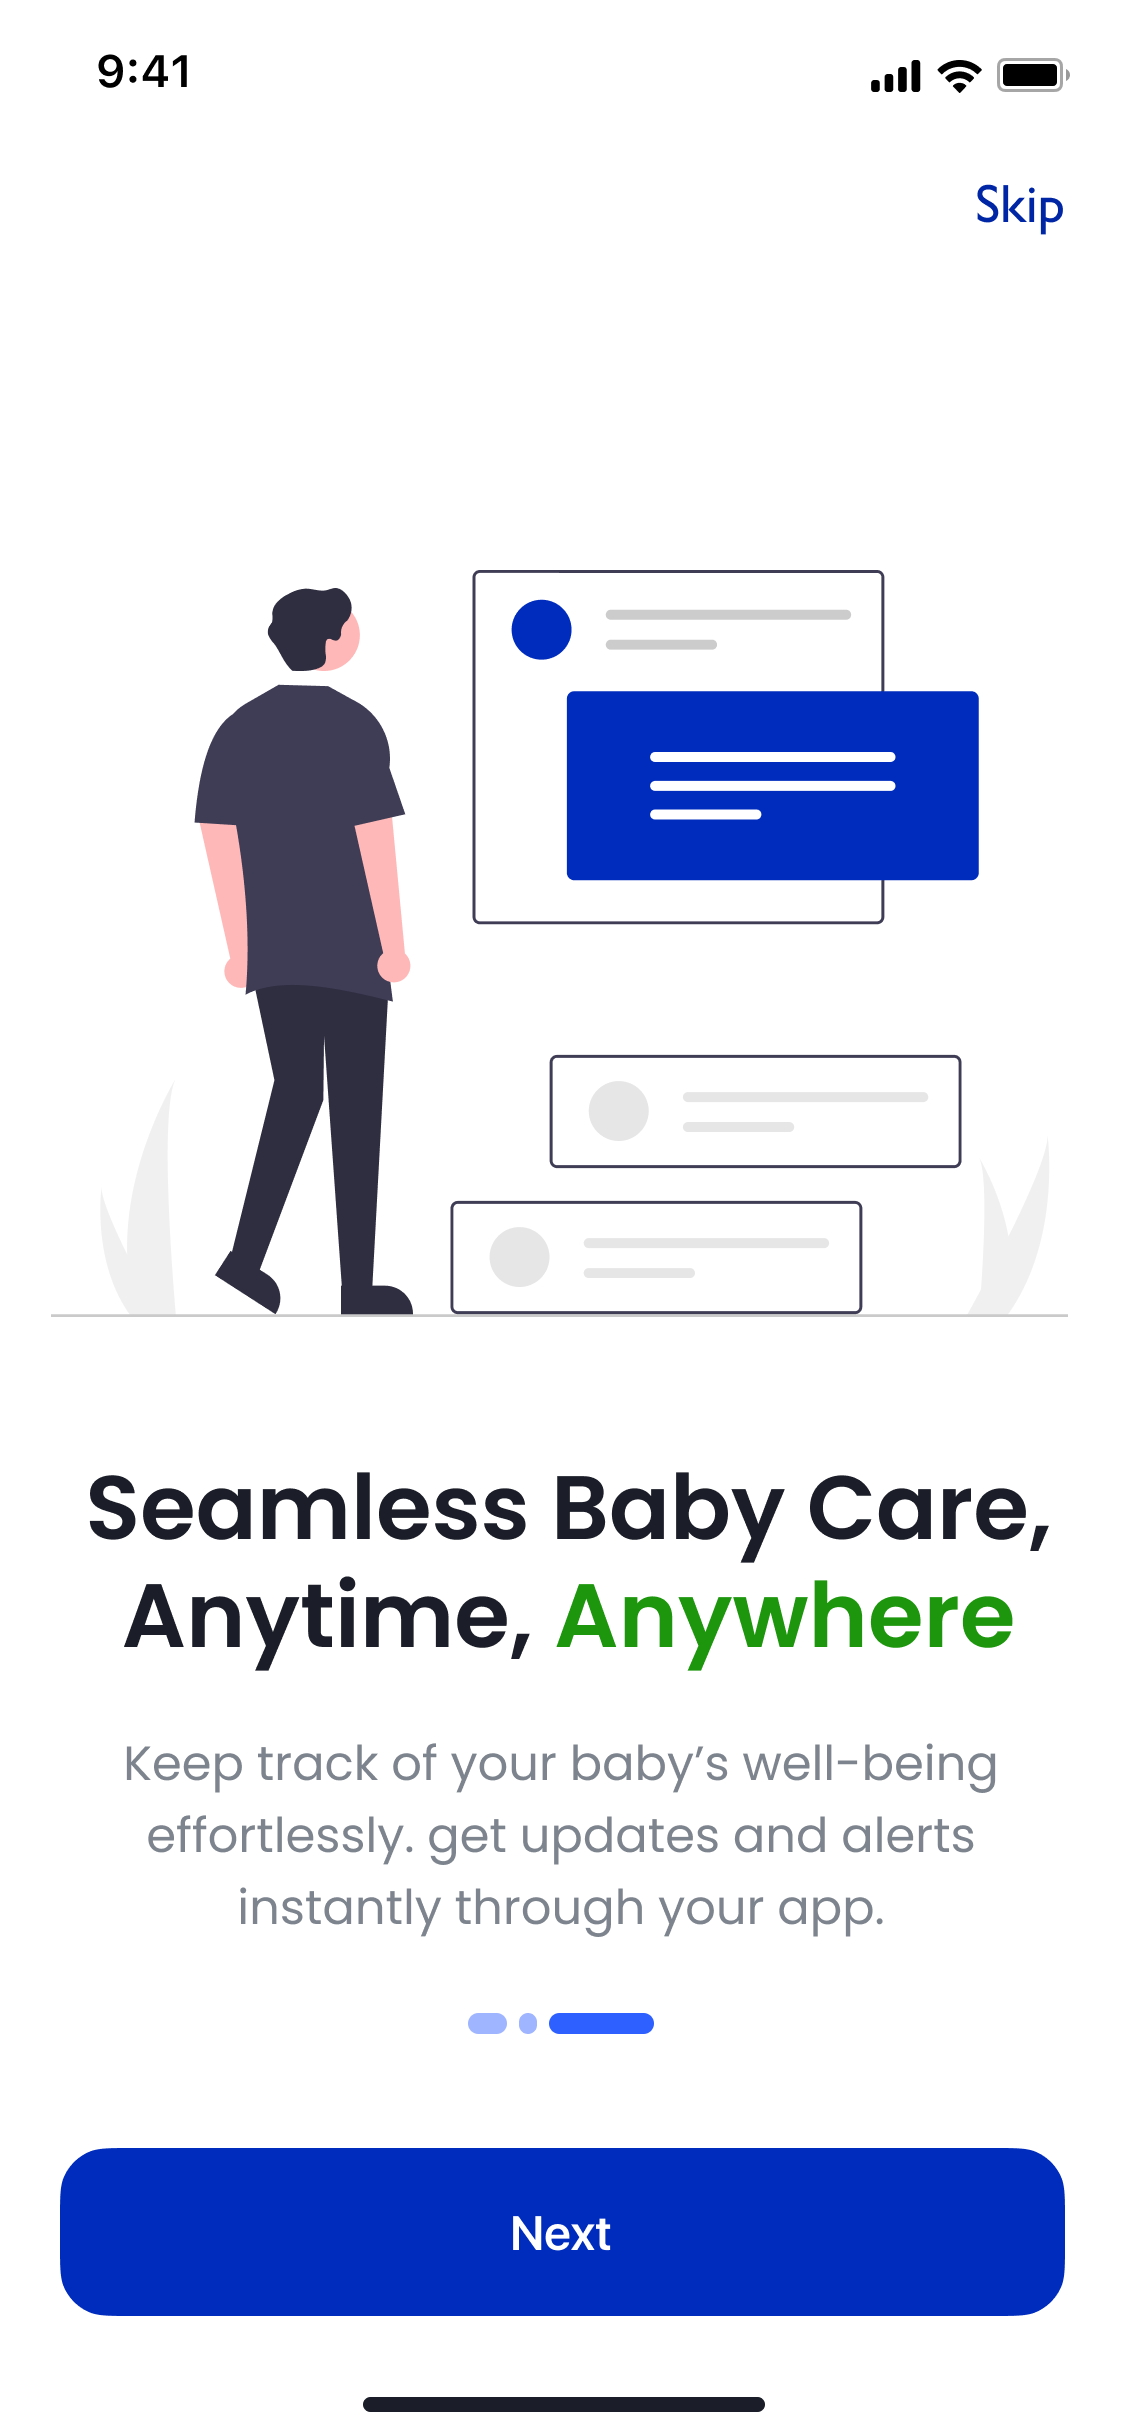 9:41
Skip
Seamless Baby Care,
Anytime, Anywhere
Keep track of your baby’s well-being
effortlessly. get updates and alerts
instantly through your app.
Next